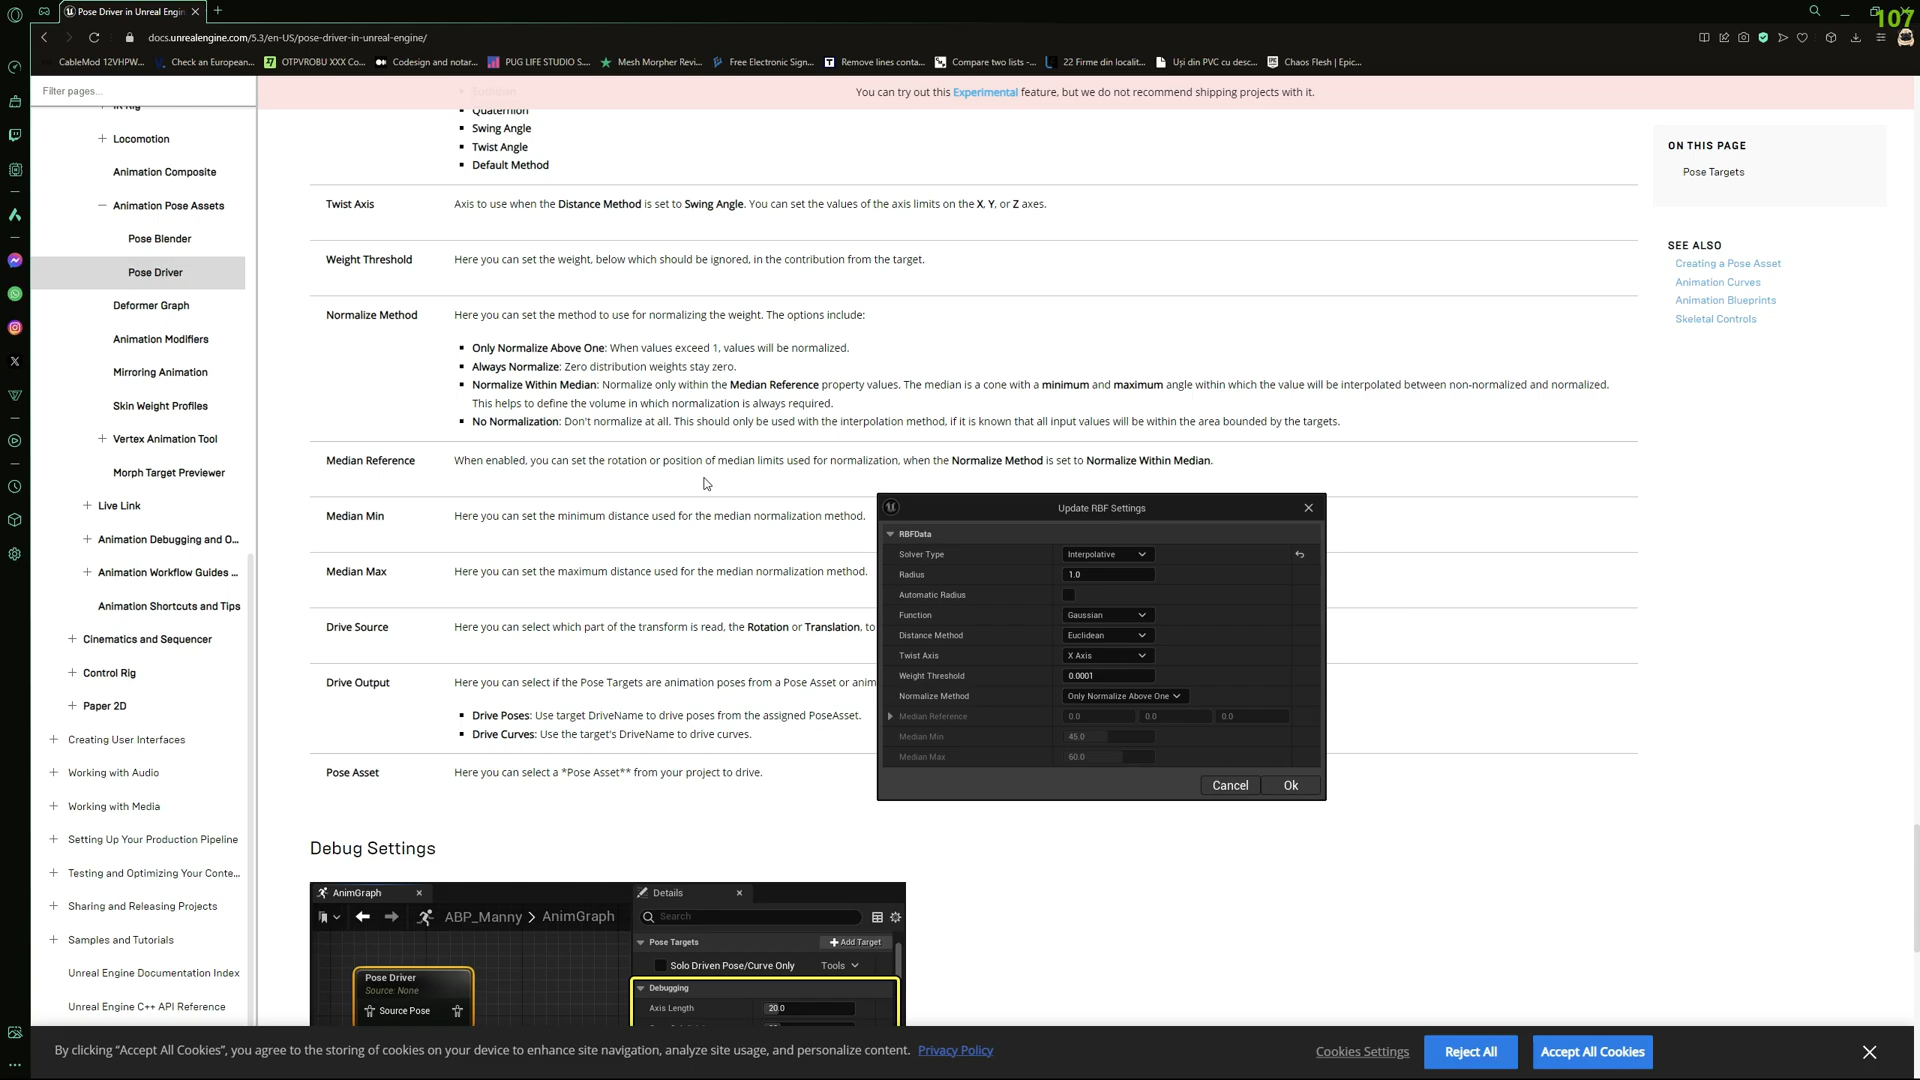 Pose Driver in Unreal Engin
107
docs.unrealengine.com/5.3/en-US/pose-driver-in-unreal-engine/
CableMod 12VHPW...
Check an European...
OTPVROBU XXX Co...
Codesign and notar...
PUG LIFE STUDIO S...
Mesh Morpher Revi...
Free Electronic Sign...
Remove lines conta...
Compare two lists –...
22 Firme din localit...
Uși din PVC cu desc...
Chaos Flesh | Epic...
Filter pages...
You can try out this Experimental feature, but we do not recommend shipping projects with it.
IK Rig
Locomotion
Animation Composite
Animation Pose Assets
Pose Blender
Pose Driver
Deformer Graph
Animation Modifiers
Mirroring Animation
Skin Weight Profiles
Vertex Animation Tool
Morph Target Previewer
Live Link
Animation Debugging and O...
Animation Workflow Guides ...
Animation Shortcuts and Tips
Cinematics and Sequencer
Control Rig
Paper 2D
Creating User Interfaces
Working with Audio
Working with Media
Setting Up Your Production Pipeline
Testing and Optimizing Your Conte...
Sharing and Releasing Projects
Samples and Tutorials
Unreal Engine Documentation Index
Unreal Engine C++ API Reference
Quaternion
Swing Angle
Twist Angle
Default Method
Twist Axis
Axis to use when the Distance Method is set to Swing Angle. You can set the values of the axis limits on the X, Y, or Z axes.
Weight Threshold
Here you can set the weight, below which should be ignored, in the contribution from the target.
Normalize Method
Here you can set the method to use for normalizing the weight. The options include:
Only Normalize Above One: When values exceed 1, values will be normalized.
Always Normalize: Zero distribution weights stay zero.
Normalize Within Median: Normalize only within the Median Reference property values. The median is a cone with a minimum and maximum angle within which the value will be interpolated between non-normalized and normalized.
This helps to define the volume in which normalization is always required.
No Normalization: Don't normalize at all. This should only be used with the interpolation method, if it is known that all input values will be within the area bounded by the targets.
Median Reference
When enabled, you can set the rotation or position of median limits used for normalization, when the Normalize Method is set to Normalize Within Median.
Median Min
Here you can set the minimum distance used for the median normalization method.
Median Max
Here you can set the maximum distance used for the median normalization method.
Drive Source
Here you can select which part of the transform is read, the Rotation or Translation, to
Drive Output
Here you can select if the Pose Targets are animation poses from a Pose Asset or anim
Drive Poses: Use target DriveName to drive poses from the assigned PoseAsset.
Drive Curves: Use the target's DriveName to drive curves.
Pose Asset
Here you can select a *Pose Asset** from your project to drive.
Update RBF Settings
RBFData
Solver Type
Interpolative
Radius
1.0
Automatic Radius
Function
Gaussian
Distance Method
Euclidean
Twist Axis
X Axis
Weight Threshold
0.0001
Normalize Method
Only Normalize Above One
Median Reference
0.0
0.0
0.0
Median Min
45.0
Median Max
60.0
Cancel
Ok
ON THIS PAGE
Pose Targets
SEE ALSO
Creating a Pose Asset
Animation Curves
Animation Blueprints
Skeletal Controls
Debug Settings
AnimGraph
Details
ABP_Manny > AnimGraph
Search
Pose Targets
Add Target
Solo Driven Pose/Curve Only
Tools
Pose Driver
Source: None
Source Pose
Debugging
Axis Length
20.0
By clicking “Accept All Cookies”, you agree to the storing of cookies on your device to enhance site navigation, analyze site usage, and personalize content.
Privacy Policy
Cookies Settings
Reject All
Accept All Cookies